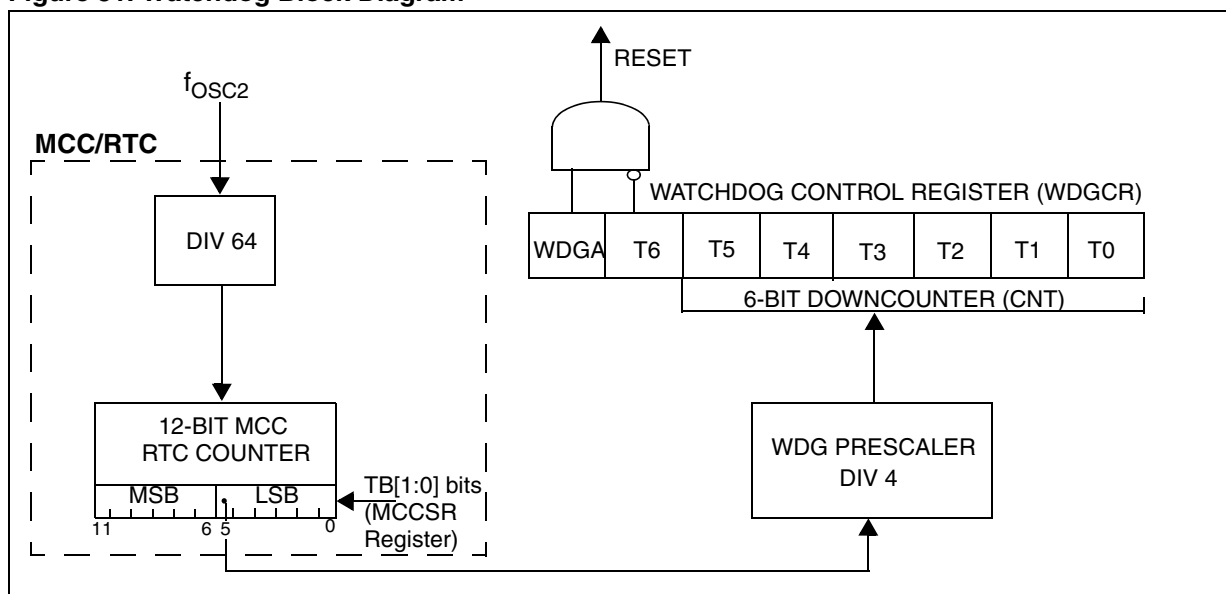 Figure 31. Watchdog Block Diagram
RESET
fOSC2
MCC/RTC
DIV 64
WATCHDOG CONTROL REGISTER (WDGCR)
WDGA T6 T5 T4 T3 T2 T1 T0
6-BIT DOWNCOUNTER (CNT)
12-BIT MCC
RTC COUNTER
MSB LSB
11 6 5 0
TB[1:0] bits
(MCCSR
Register)
WDG PRESCALER
DIV 4